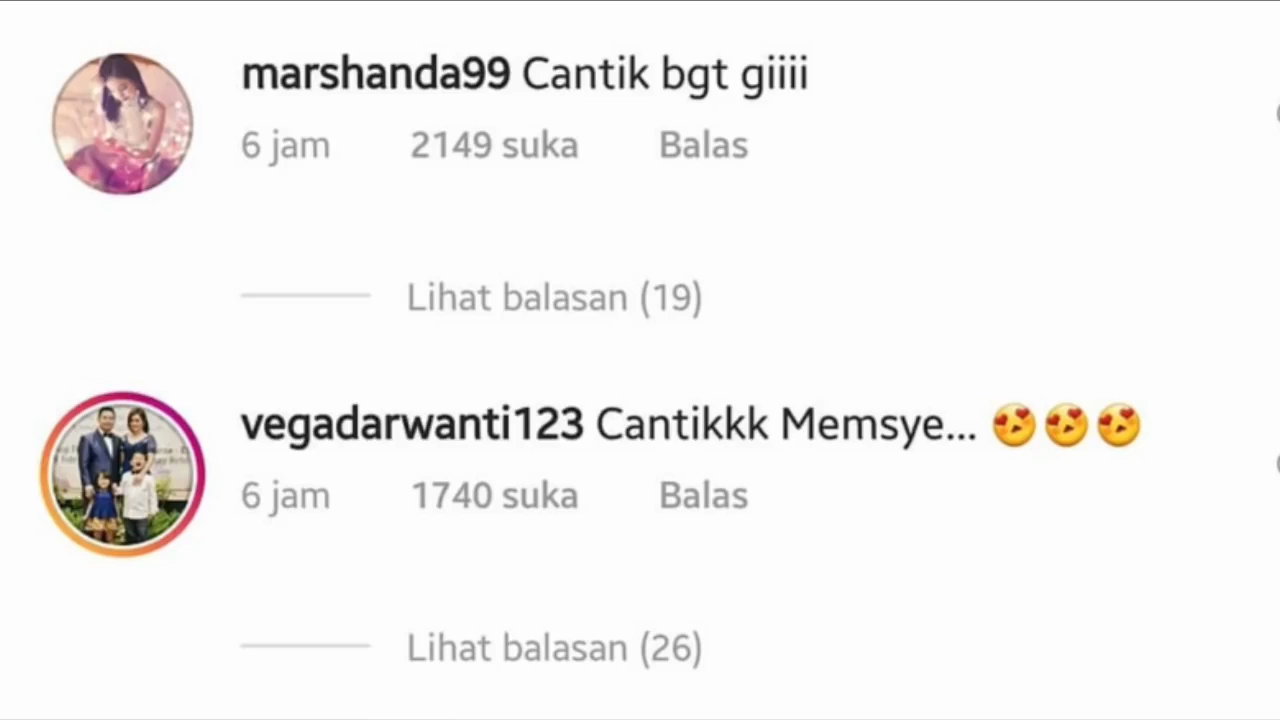 marshanda99 Cantik bgt giiii
6 jam 2149 suka Balas
Lihat balasan (19)
vegadarwanti123 Cantikkk Memsye... 😍😍😍
6 jam 1740 suka Balas
Lihat balasan (26)